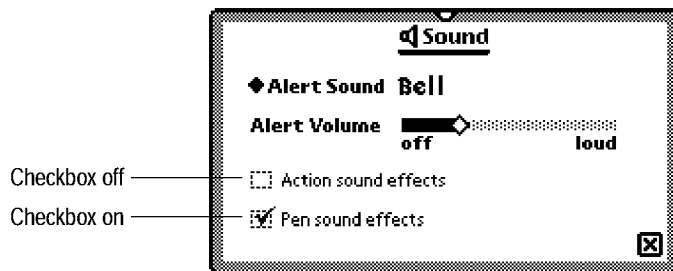 Sound
Alert Sound Bell
Alert Volume
off loud
Checkbox off
Action sound effects
Checkbox on
Pen sound effects